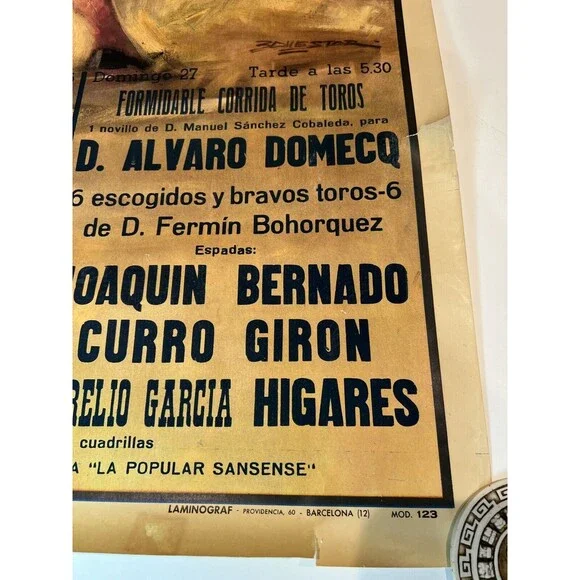 BALLESTAR
Domingo 27 Tarde a las 5.30
FORMIDABLE CORRIDA DE TOROS
1 novillo de D. Manuel Sánchez Cobaleda, para
D. ALVARO DOMECQ
6 escogidos y bravos toros-6
de D. Fermín Bohorquez
Espadas:
JOAQUIN BERNADO
CURRO GIRON
RELIO GARCIA HIGARES
cuadrillas
A "LA POPULAR SANSENSE"
LAMINOGRAF - PROVIDENCIA, 60 - BARCELONA (12) MOD. 123